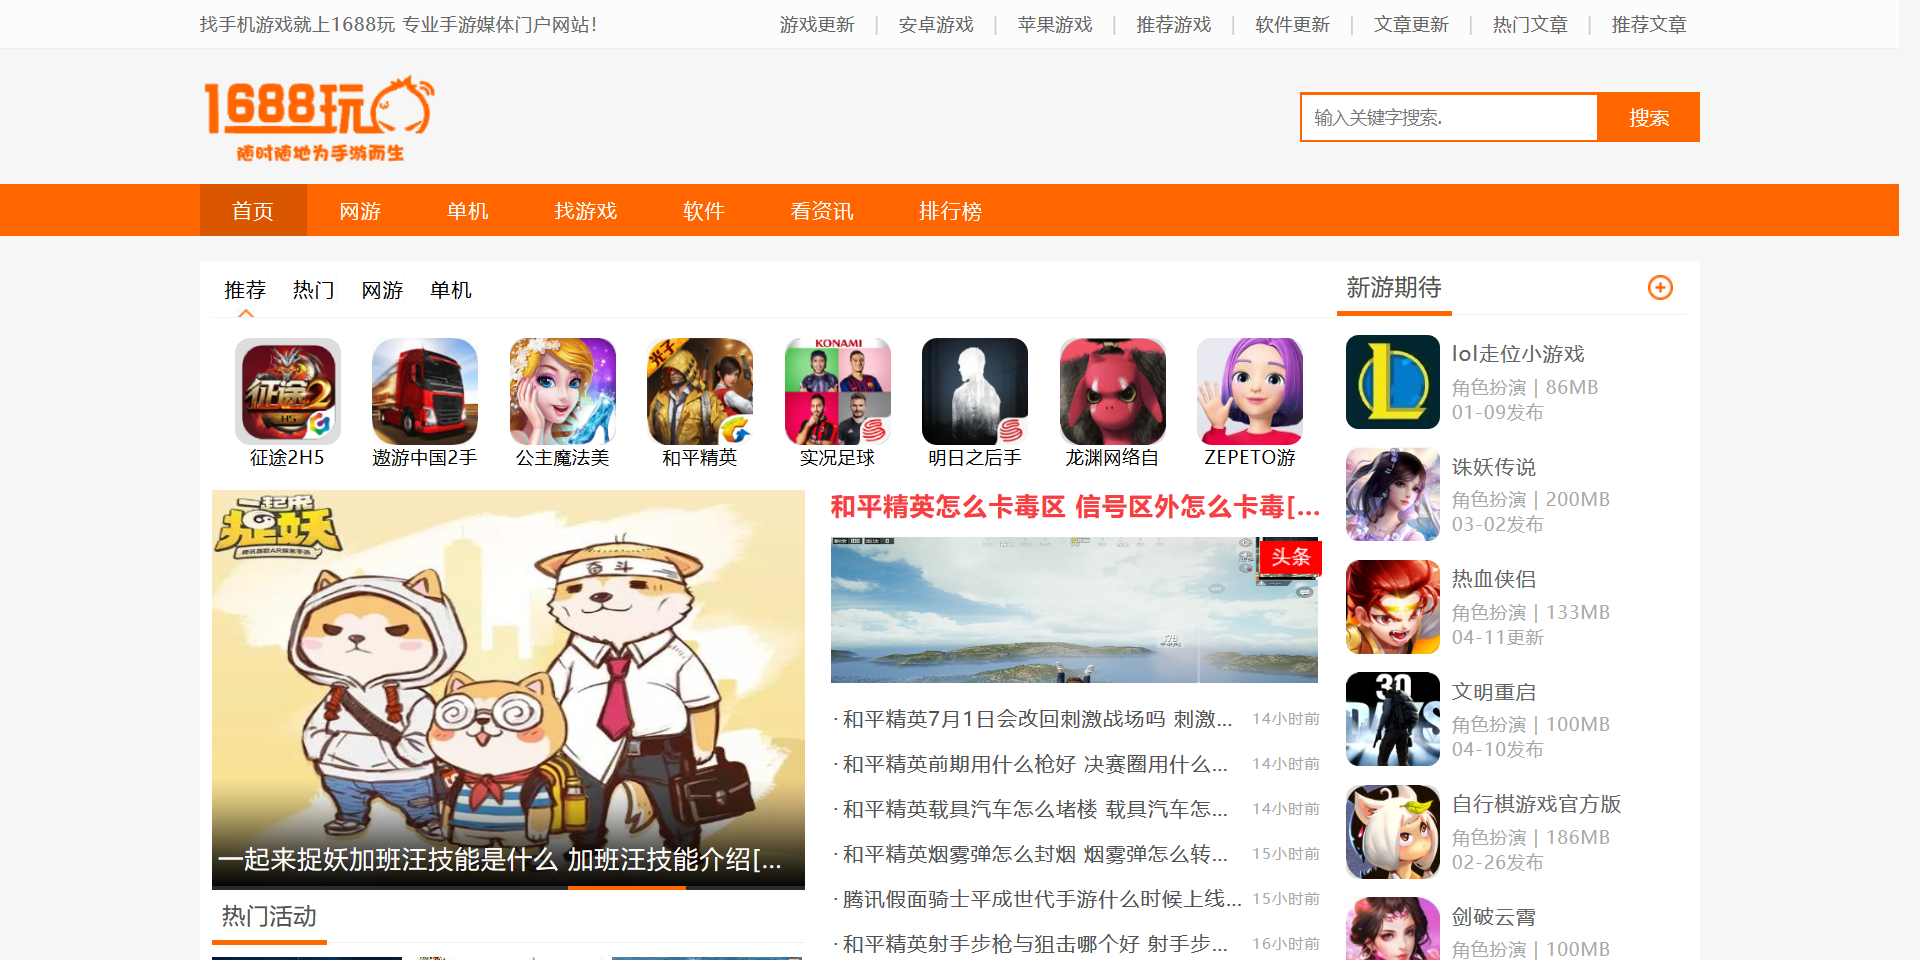 找手机游戏就上1688玩 专业手游媒体门户网站!
游戏更新 | 安卓游戏 | 苹果游戏 | 推荐游戏 | 软件更新 | 文章更新 | 热门文章 | 推荐文章
1688玩
随时随地为手游而生
输入关键字搜索.
搜索
首页 网游 单机 找游戏 软件 看资讯 排行榜
推荐 热门 网游 单机
征途2H5 遨游中国2手 公主魔法美 和平精英 实况足球 明日之后手 龙渊网络自 ZEPETO游
征途2
H5
光子
KONAMI
一起来捉妖
奋斗
一起来捉妖加班汪技能是什么 加班汪技能介绍[...
热门活动
和平精英怎么卡毒区 信号区外怎么卡毒[...
头条
· 和平精英7月1日会改回刺激战场吗 刺激... 14小时前
· 和平精英前期用什么枪好 决赛圈用什么... 14小时前
· 和平精英载具汽车怎么堵楼 载具汽车怎... 14小时前
· 和平精英烟雾弹怎么封烟 烟雾弹怎么转... 15小时前
· 腾讯假面骑士平成世代手游什么时候上线... 15小时前
· 和平精英射手步枪与狙击哪个好 射手步... 16小时前
新游期待
lol走位小游戏
角色扮演 | 86MB
01-09发布
诛妖传说
角色扮演 | 200MB
03-02发布
热血侠侣
角色扮演 | 133MB
04-11更新
30
DAYS
文明重启
角色扮演 | 100MB
04-10发布
自行棋游戏官方版
角色扮演 | 186MB
02-26发布
剑破云霄
角色扮演 | 100MB